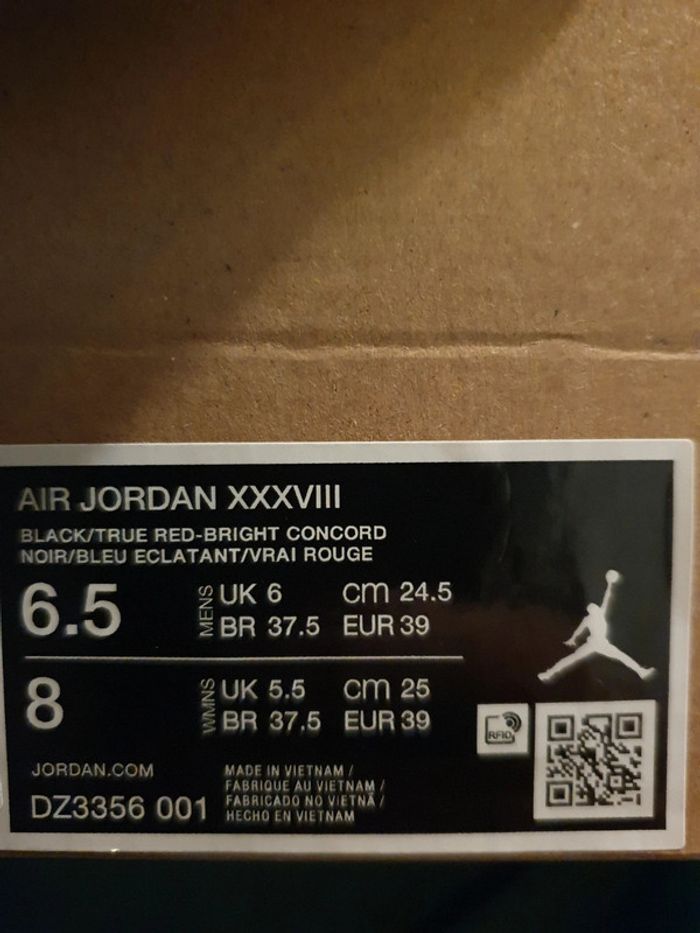 AIR JORDAN XXXVIII
BLACK/TRUE RED-BRIGHT CONCORD
NOIR/BLEU ECLATANT/VRAI ROUGE
6.5 MENS UK 6 CM 24.5
BR 37.5 EUR 39
8 WMNS UK 5.5 CM 25
BR 37.5 EUR 39
RFID
JORDAN.COM
DZ3356 001
MADE IN VIETNAM /
FABRIQUE AU VIETNAM /
FABRICADO NO VIETNÃ /
HECHO EN VIETNAM